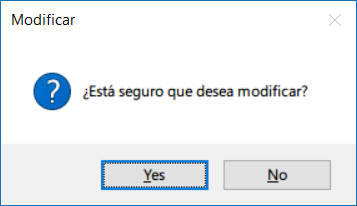 Modificar
¿Está seguro que desea modificar?
Yes
No